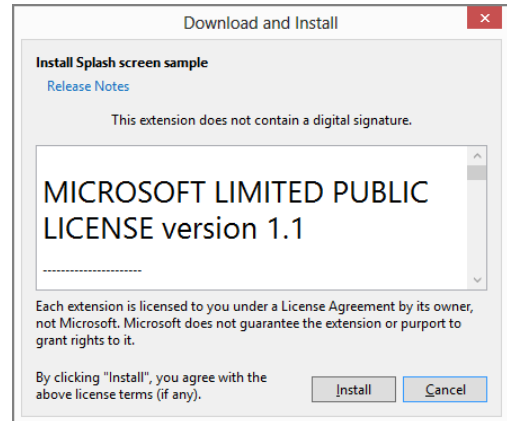 Download and Install
Install Splash screen sample
Release Notes
This extension does not contain a digital signature.
MICROSOFT LIMITED PUBLIC
LICENSE version 1.1
----------------------
Each extension is licensed to you under a License Agreement by its owner,
not Microsoft. Microsoft does not guarantee the extension or purport to
grant rights to it.
By clicking "Install", you agree with the
above license terms (if any).
Install
Cancel